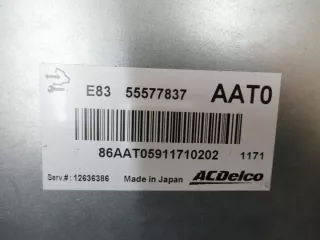 E83 55577837 AAT0
86AAT05911710202 1171
Serv.#: 12636386 Made in Japan ACDelco